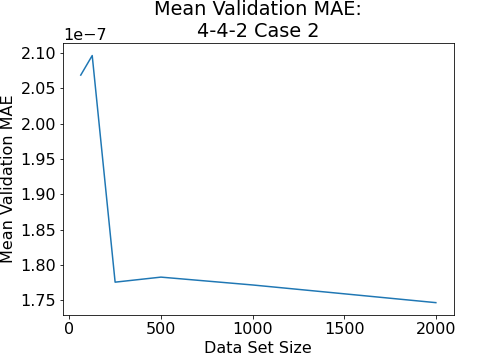 Mean Validation MAE:
4-4-2 Case 2
1e−7
2.10
2.05
2.00
1.95
1.90
1.85
1.80
1.75
Mean Validation MAE
0
500
1000
1500
2000
Data Set Size